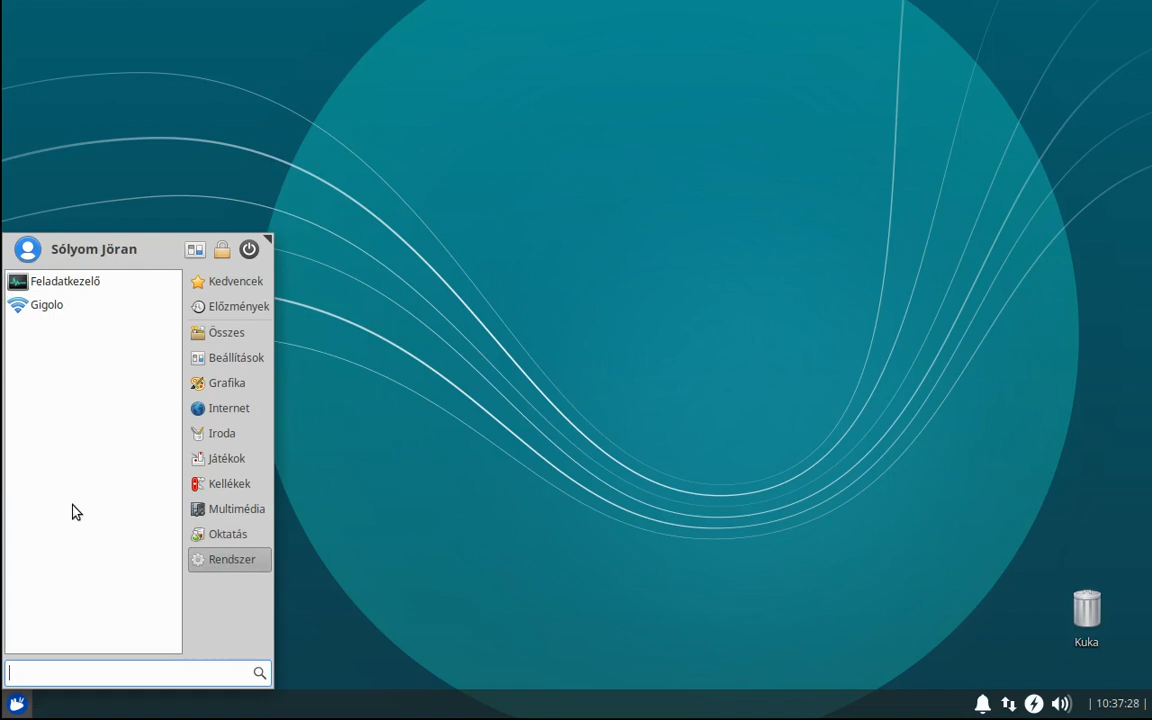 Sólyom Jöran
Feladatkezelő
Gigolo
Kedvencek
Előzmények
Összes
Beállítások
Grafika
Internet
Iroda
Játékok
Kellékek
Multimédia
Oktatás
Rendszer
Kuka
10:37:28